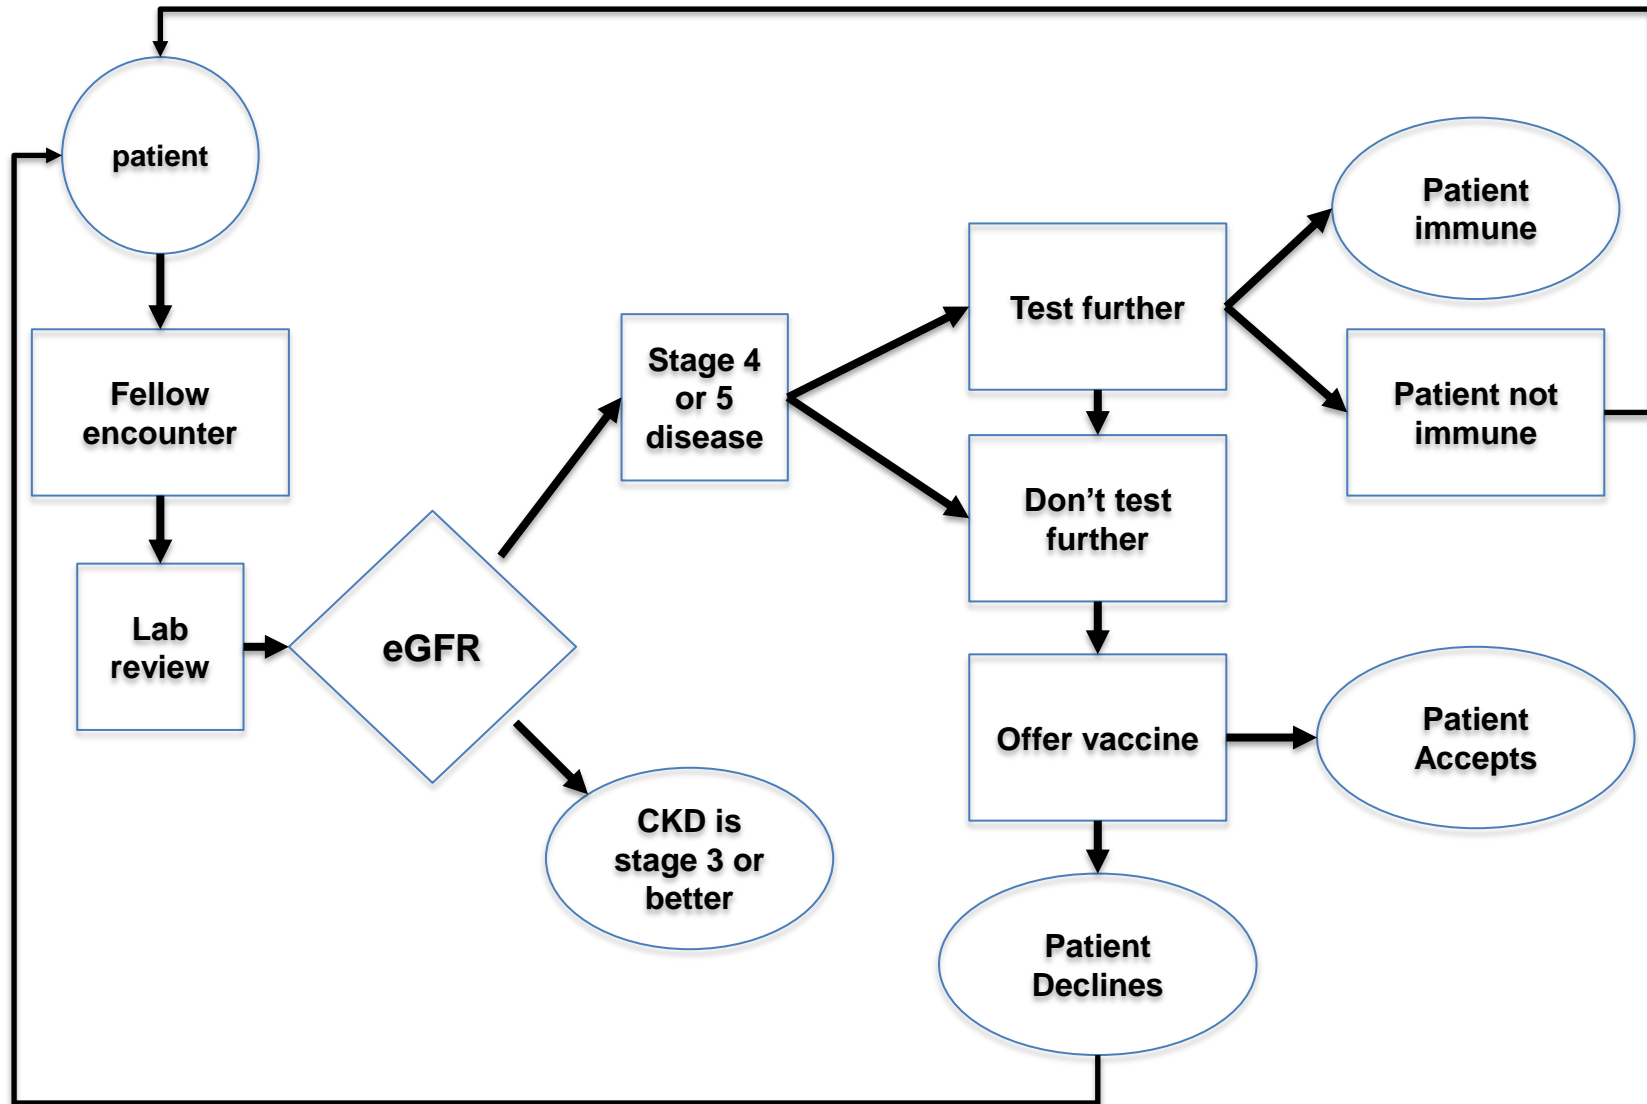 patient
Fellow
encounter
Lab
review
eGFR
Stage 4
or 5
disease
CKD is
stage 3 or
better
Test further
Don’t test
further
Offer vaccine
Patient
Declines
Patient
immune
Patient not
immune
Patient
Accepts